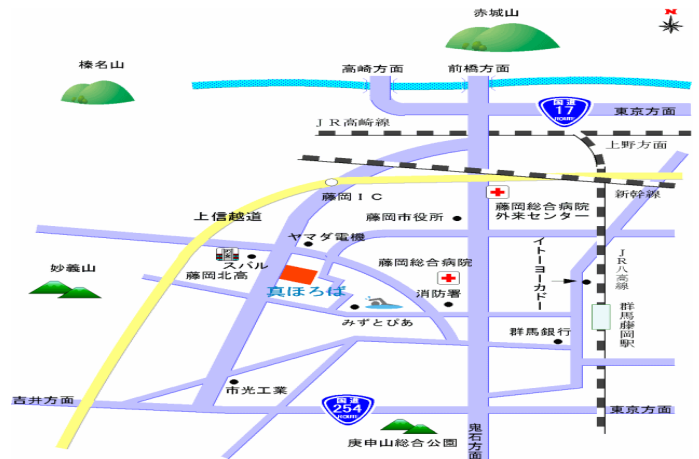 赤城山
N
榛名山
高崎方面
前橋方面
国道
17
ROUTE
東京方面
JR高崎線
上野方面
新幹線
藤岡IC
藤岡総合病院
外来センター
上信越道
藤岡市役所
ヤマダ電機
イトーヨーカドー
JR八高線
スバル
藤岡北高
藤岡総合病院
妙義山
真ほろば
消防署
みずとぴあ
群馬銀行
群馬藤岡駅
市光工業
吉井方面
国道
254
ROUTE
東京方面
鬼石方面
庚申山総合公園